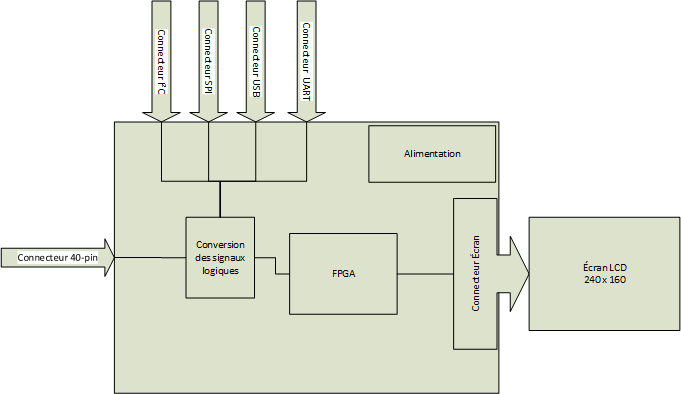 Connecteur I²C
Connecteur SPI
Connecteur USB
Connecteur UART
Alimentation
Connecteur 40-pin
Conversion
des signaux
logiques
FPGA
Connecteur Écran
Écran LCD
240 x 160